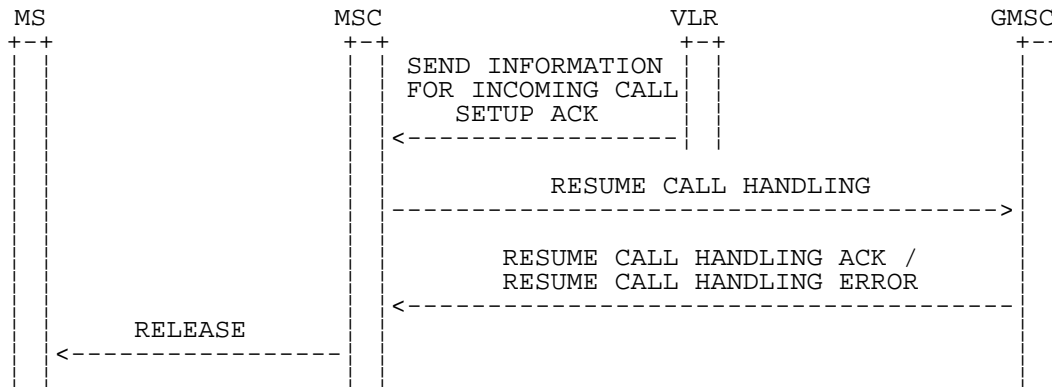 MS MSC VLR GMSC
SEND INFORMATION
FOR INCOMING CALL
SETUP ACK
RESUME CALL HANDLING
RESUME CALL HANDLING ACK /
RESUME CALL HANDLING ERROR
RELEASE